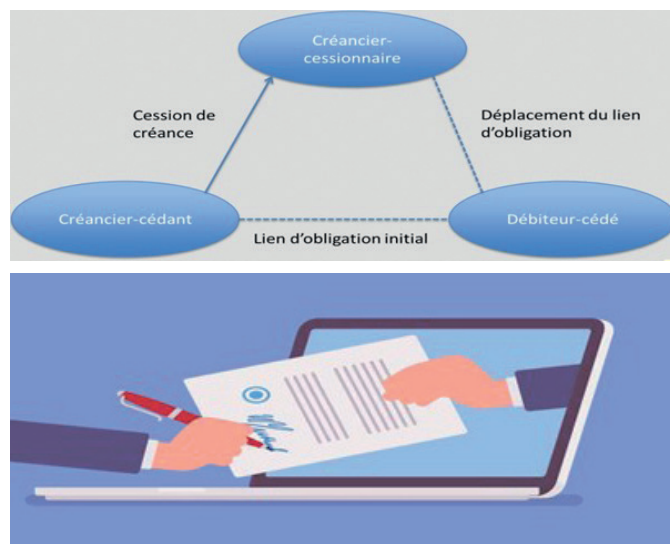 Créancier-
cessionnaire
Cession de
créance
Déplacement du lien
d'obligation
Créancier-cédant
Débiteur-cédé
Lien d'obligation initial